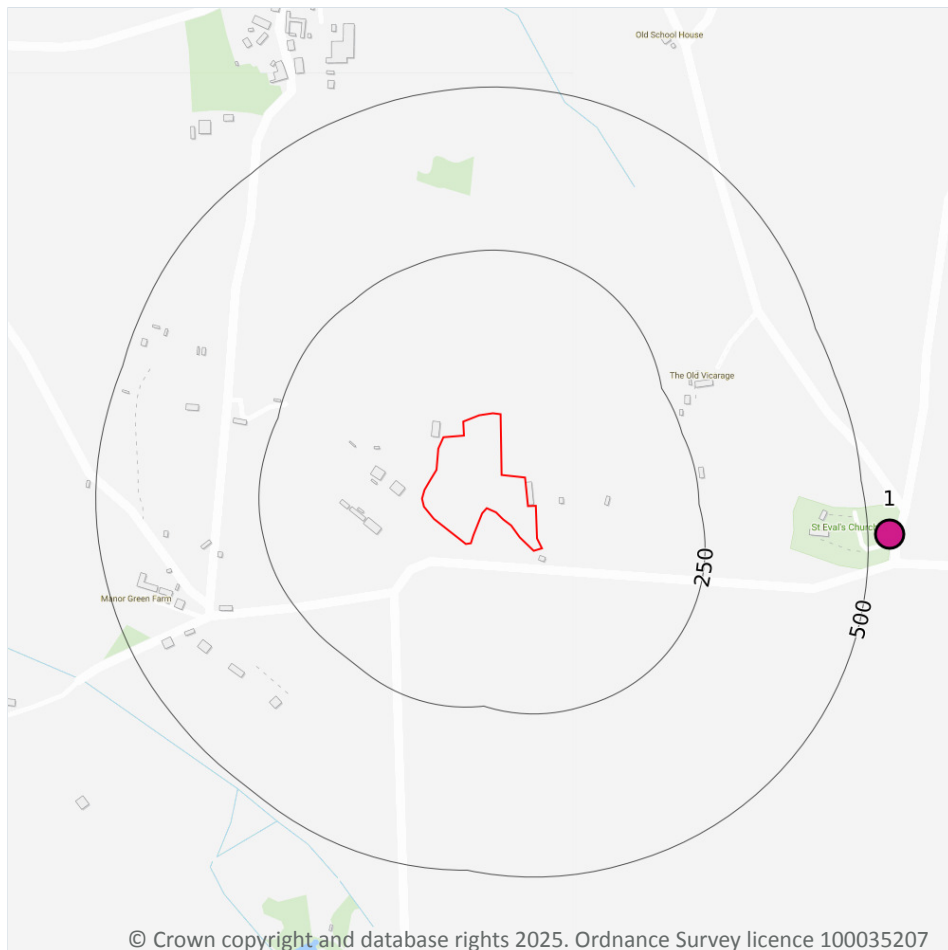 Old School House
The Old Vicarage
1
St Eval's Church
250
Manor Green Farm
500
© Crown copyright and database rights 2025. Ordnance Survey licence 100035207